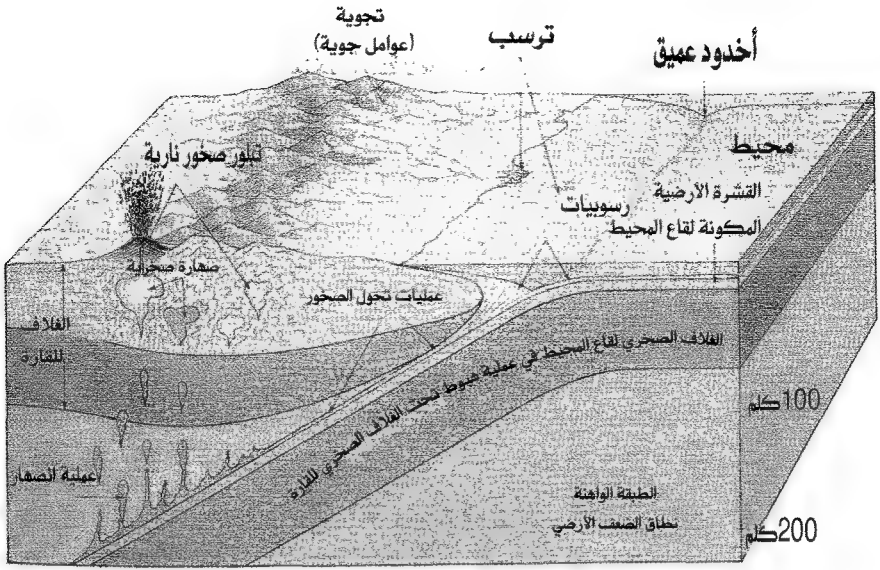 تجوية
(عوامل جوية)
ترسب
أخدود عميق
تبلور صخور نارية
محيط
القشرة الأرضية
المكونة لقاع المحيط
رسوبيات
صهارة صخرية
عمليات تحول الصخور
الغلاف
للقارة
الغلاف الصخري لقاع المحيط في عملية هبوط تحت الغلاف الصخري للقارة
100كلم
عملية انصهار
الطبقة الواهنة
نطاق الضعف الأرضي
200كلم